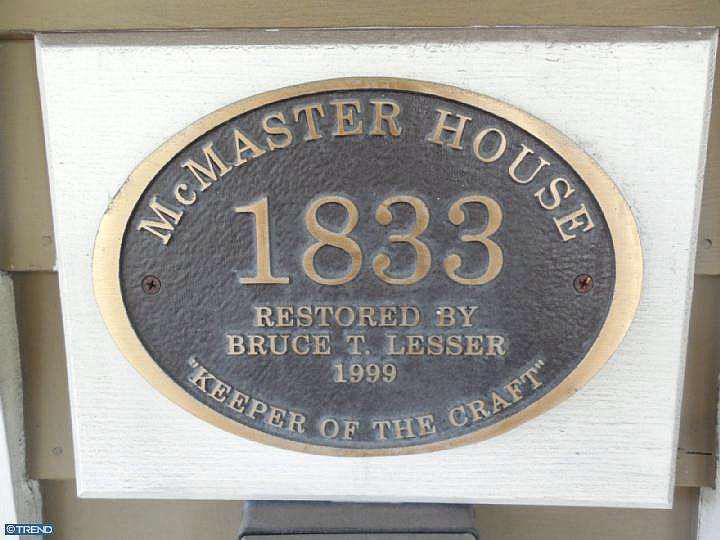 McMASTER HOUSE
1833
RESTORED BY
BRUCE T. LESSER
1999
"KEEPER OF THE CRAFT"
©TREND